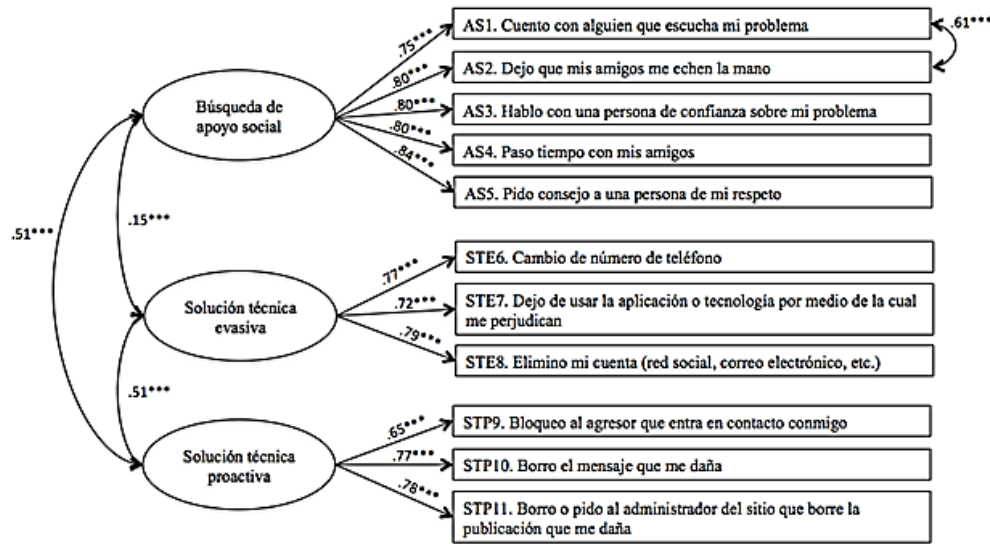 AS1. Cuento con alguien que escucha mi problema
.61***
.75***
AS2. Dejo que mis amigos me echen la mano
.80***
Búsqueda de
apoyo social
.80***
AS3. Hablo con una persona de confianza sobre mi problema
.80***
AS4. Paso tiempo con mis amigos
.84***
AS5. Pido consejo a una persona de mi respeto
.51***
.15***
STE6. Cambio de número de teléfono
.77***
Solución técnica
evasiva
.72***
STE7. Dejo de usar la aplicación o tecnología por medio de la cual
me perjudican
.79***
STE8. Elimino mi cuenta (red social, correo electrónico, etc.)
.51***
STP9. Bloqueo al agresor que entra en contacto conmigo
.65***
Solución técnica
proactiva
.77***
STP10. Borro el mensaje que me daña
.78***
STP11. Borro o pido al administrador del sitio que borre la
publicación que me daña